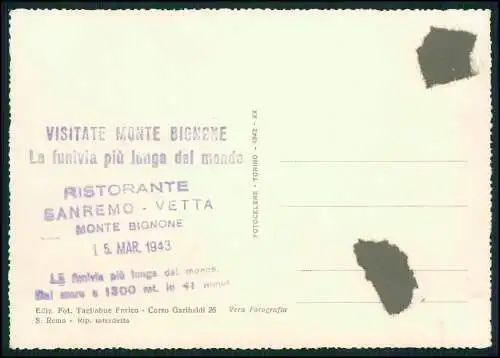 VISITATE MONTE BIGNONE
La funivia più lunga del mondo
RISTORANTE
SANREMO - VETTA
MONTE BIGNONE
15. MAR. 1943
LE funivia più lunga del mondo.
Dal mare a 1300 mt. in 41 minuti
Ediz. Fot. Tagliabue Enrico - Corso Garibaldi 26 Vera Fotografia
S. Remo - Rip. interdetta
FOTOCELERE - TORINO - 1942 - XX